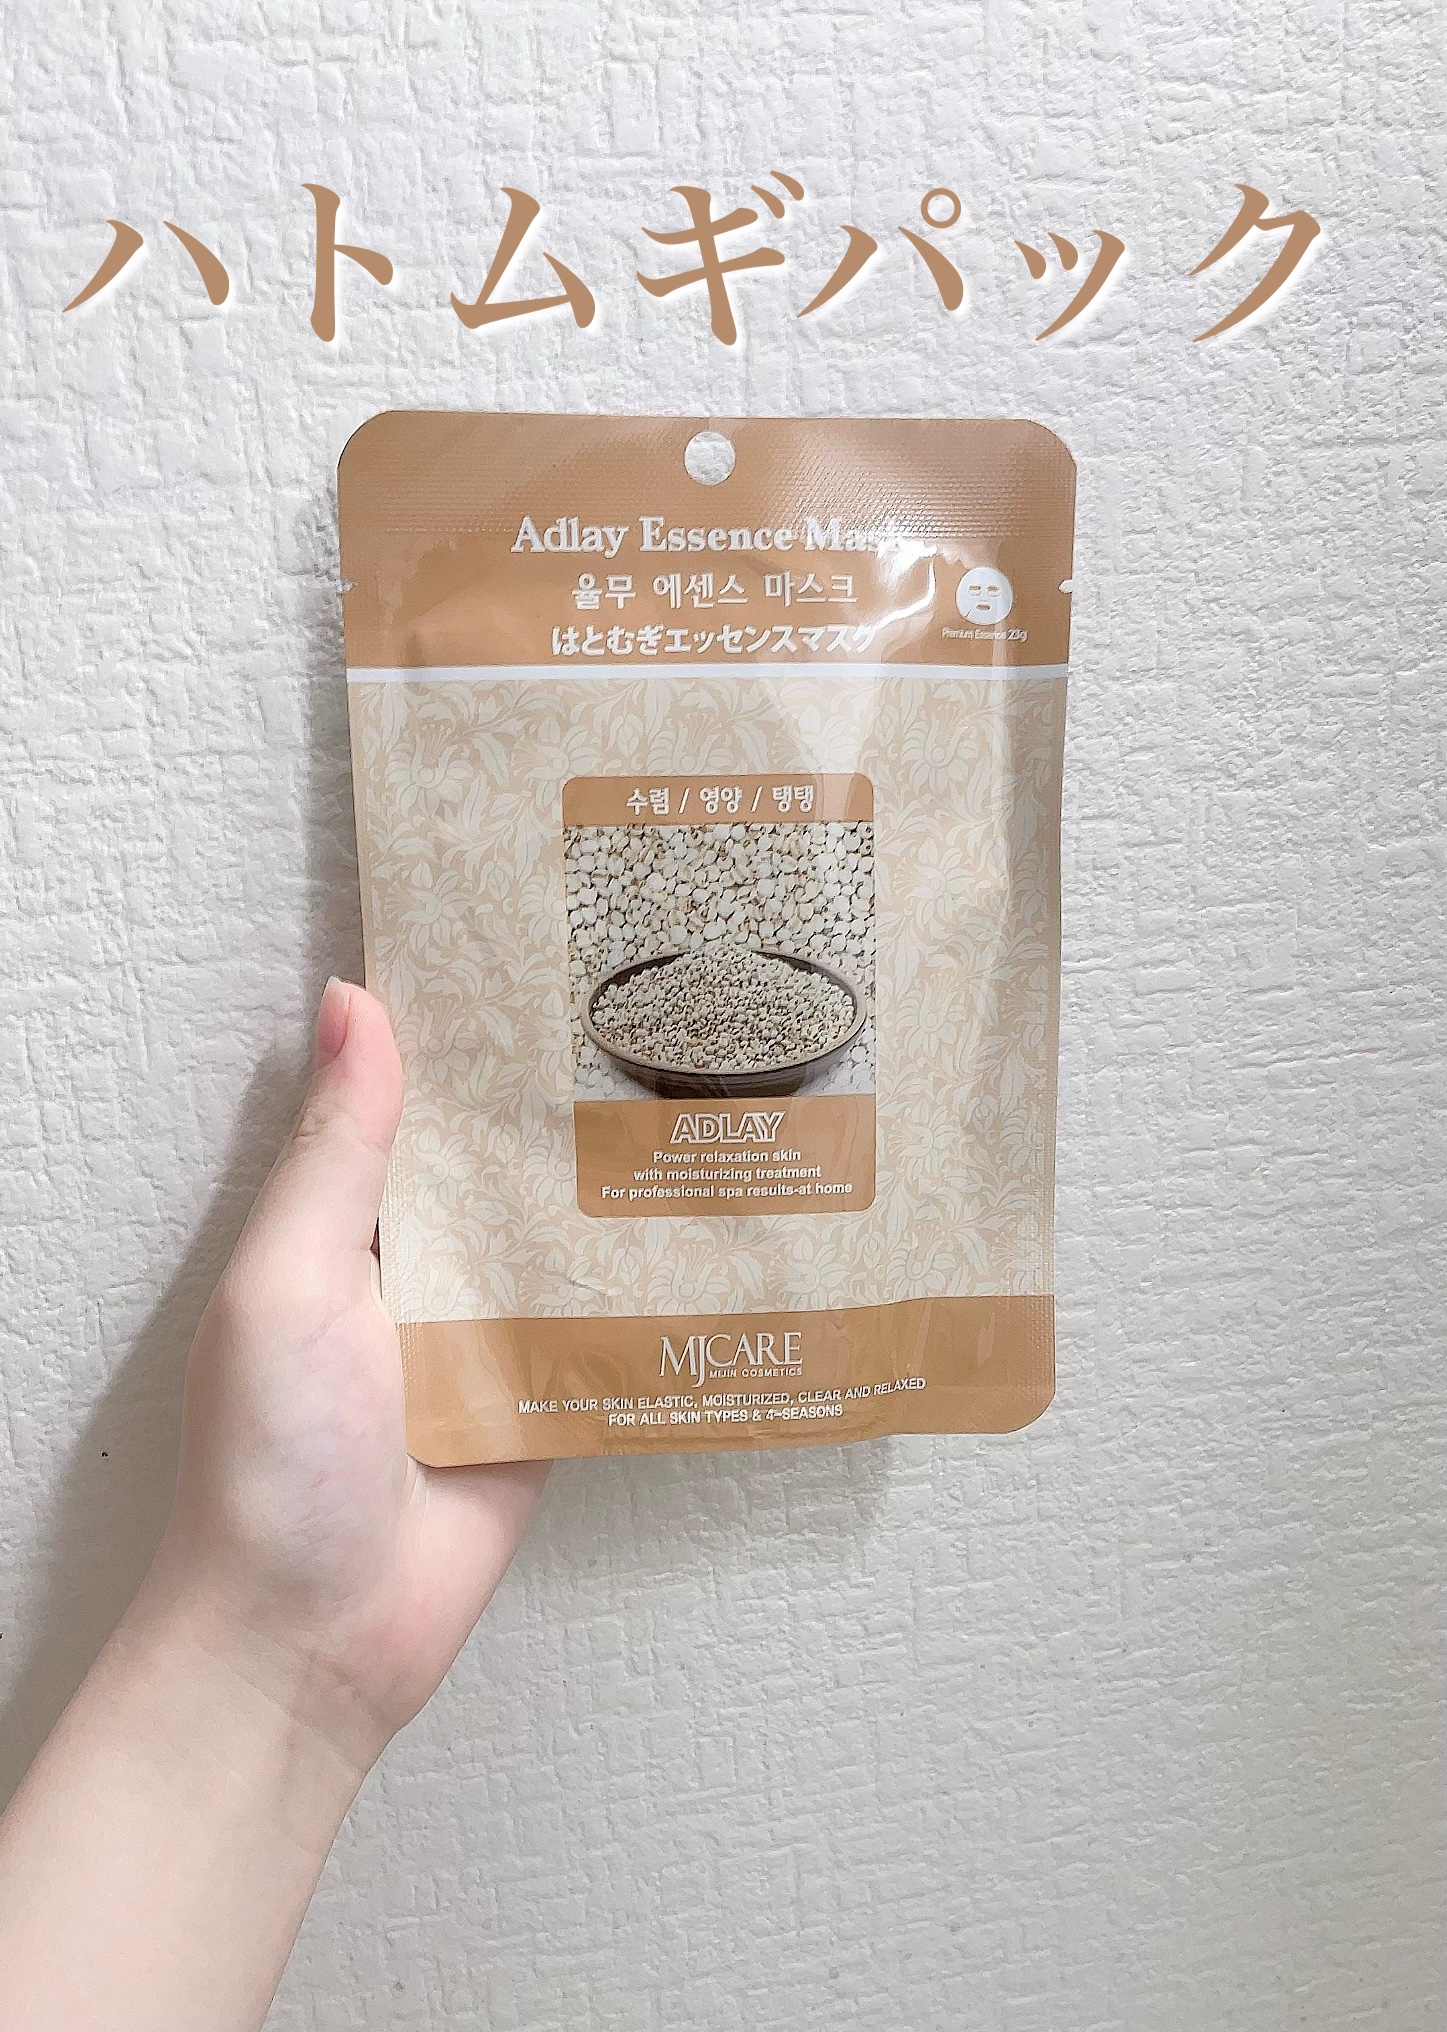 ハトムギパック
Adlay Essence Mask
율무 에센스 마스크
はとむぎエッセンスマスク
Premium Essence 23g
수렴 / 영양 / 탱탱
ADLAY
Power relaxation skin
with moisturizing treatment
For professional spa results-at home
MJCARE
MIJIN COSMETICS
MAKE YOUR SKIN ELASTIC, MOISTURIZED, CLEAR AND RELAXED
FOR ALL SKIN TYPES & 4-SEASONS